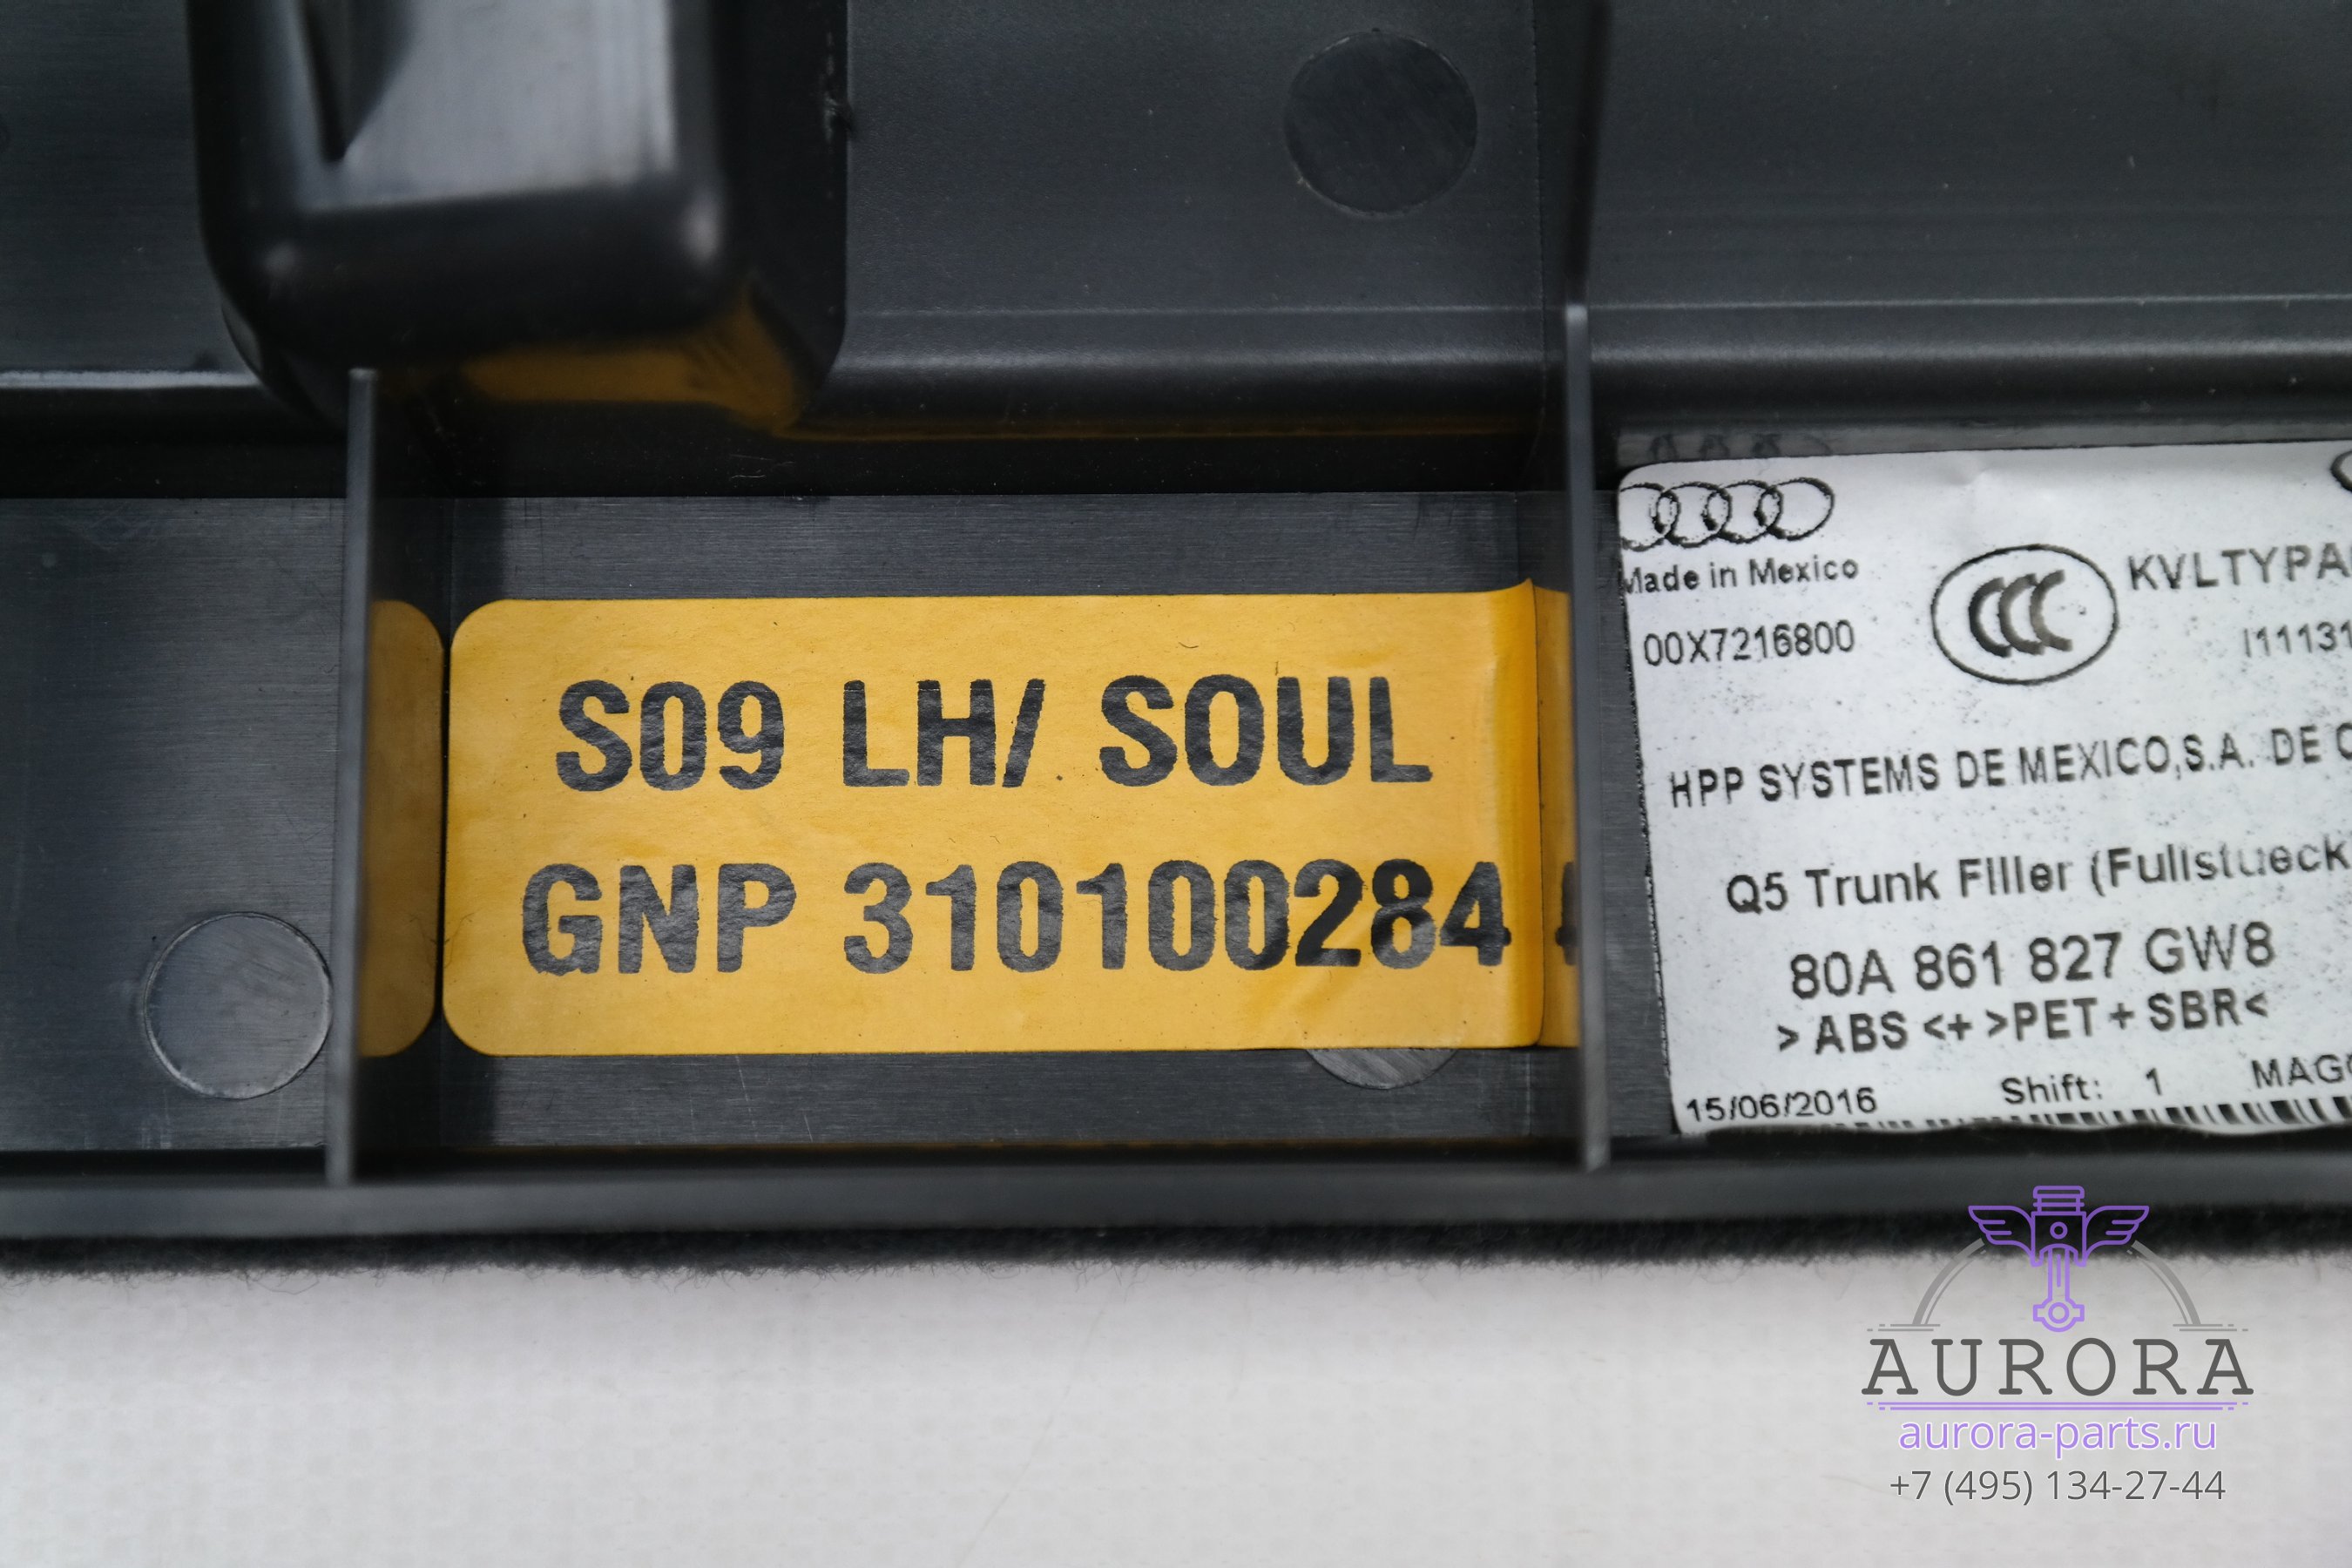 S09 LH/ SOUL
GNP 310100284
Made in Mexico
00X7216800
CCC
KVLTYPA
I11131
HPP SYSTEMS DE MEXICO,S.A. DE C
Q5 Trunk Filler (Fullstueck
80A 861 827 GW8
>ABS<+>PET+SBR<
15/06/2016 Shift: 1
AURORA
aurora-parts.ru
+7 (495) 134-27-44